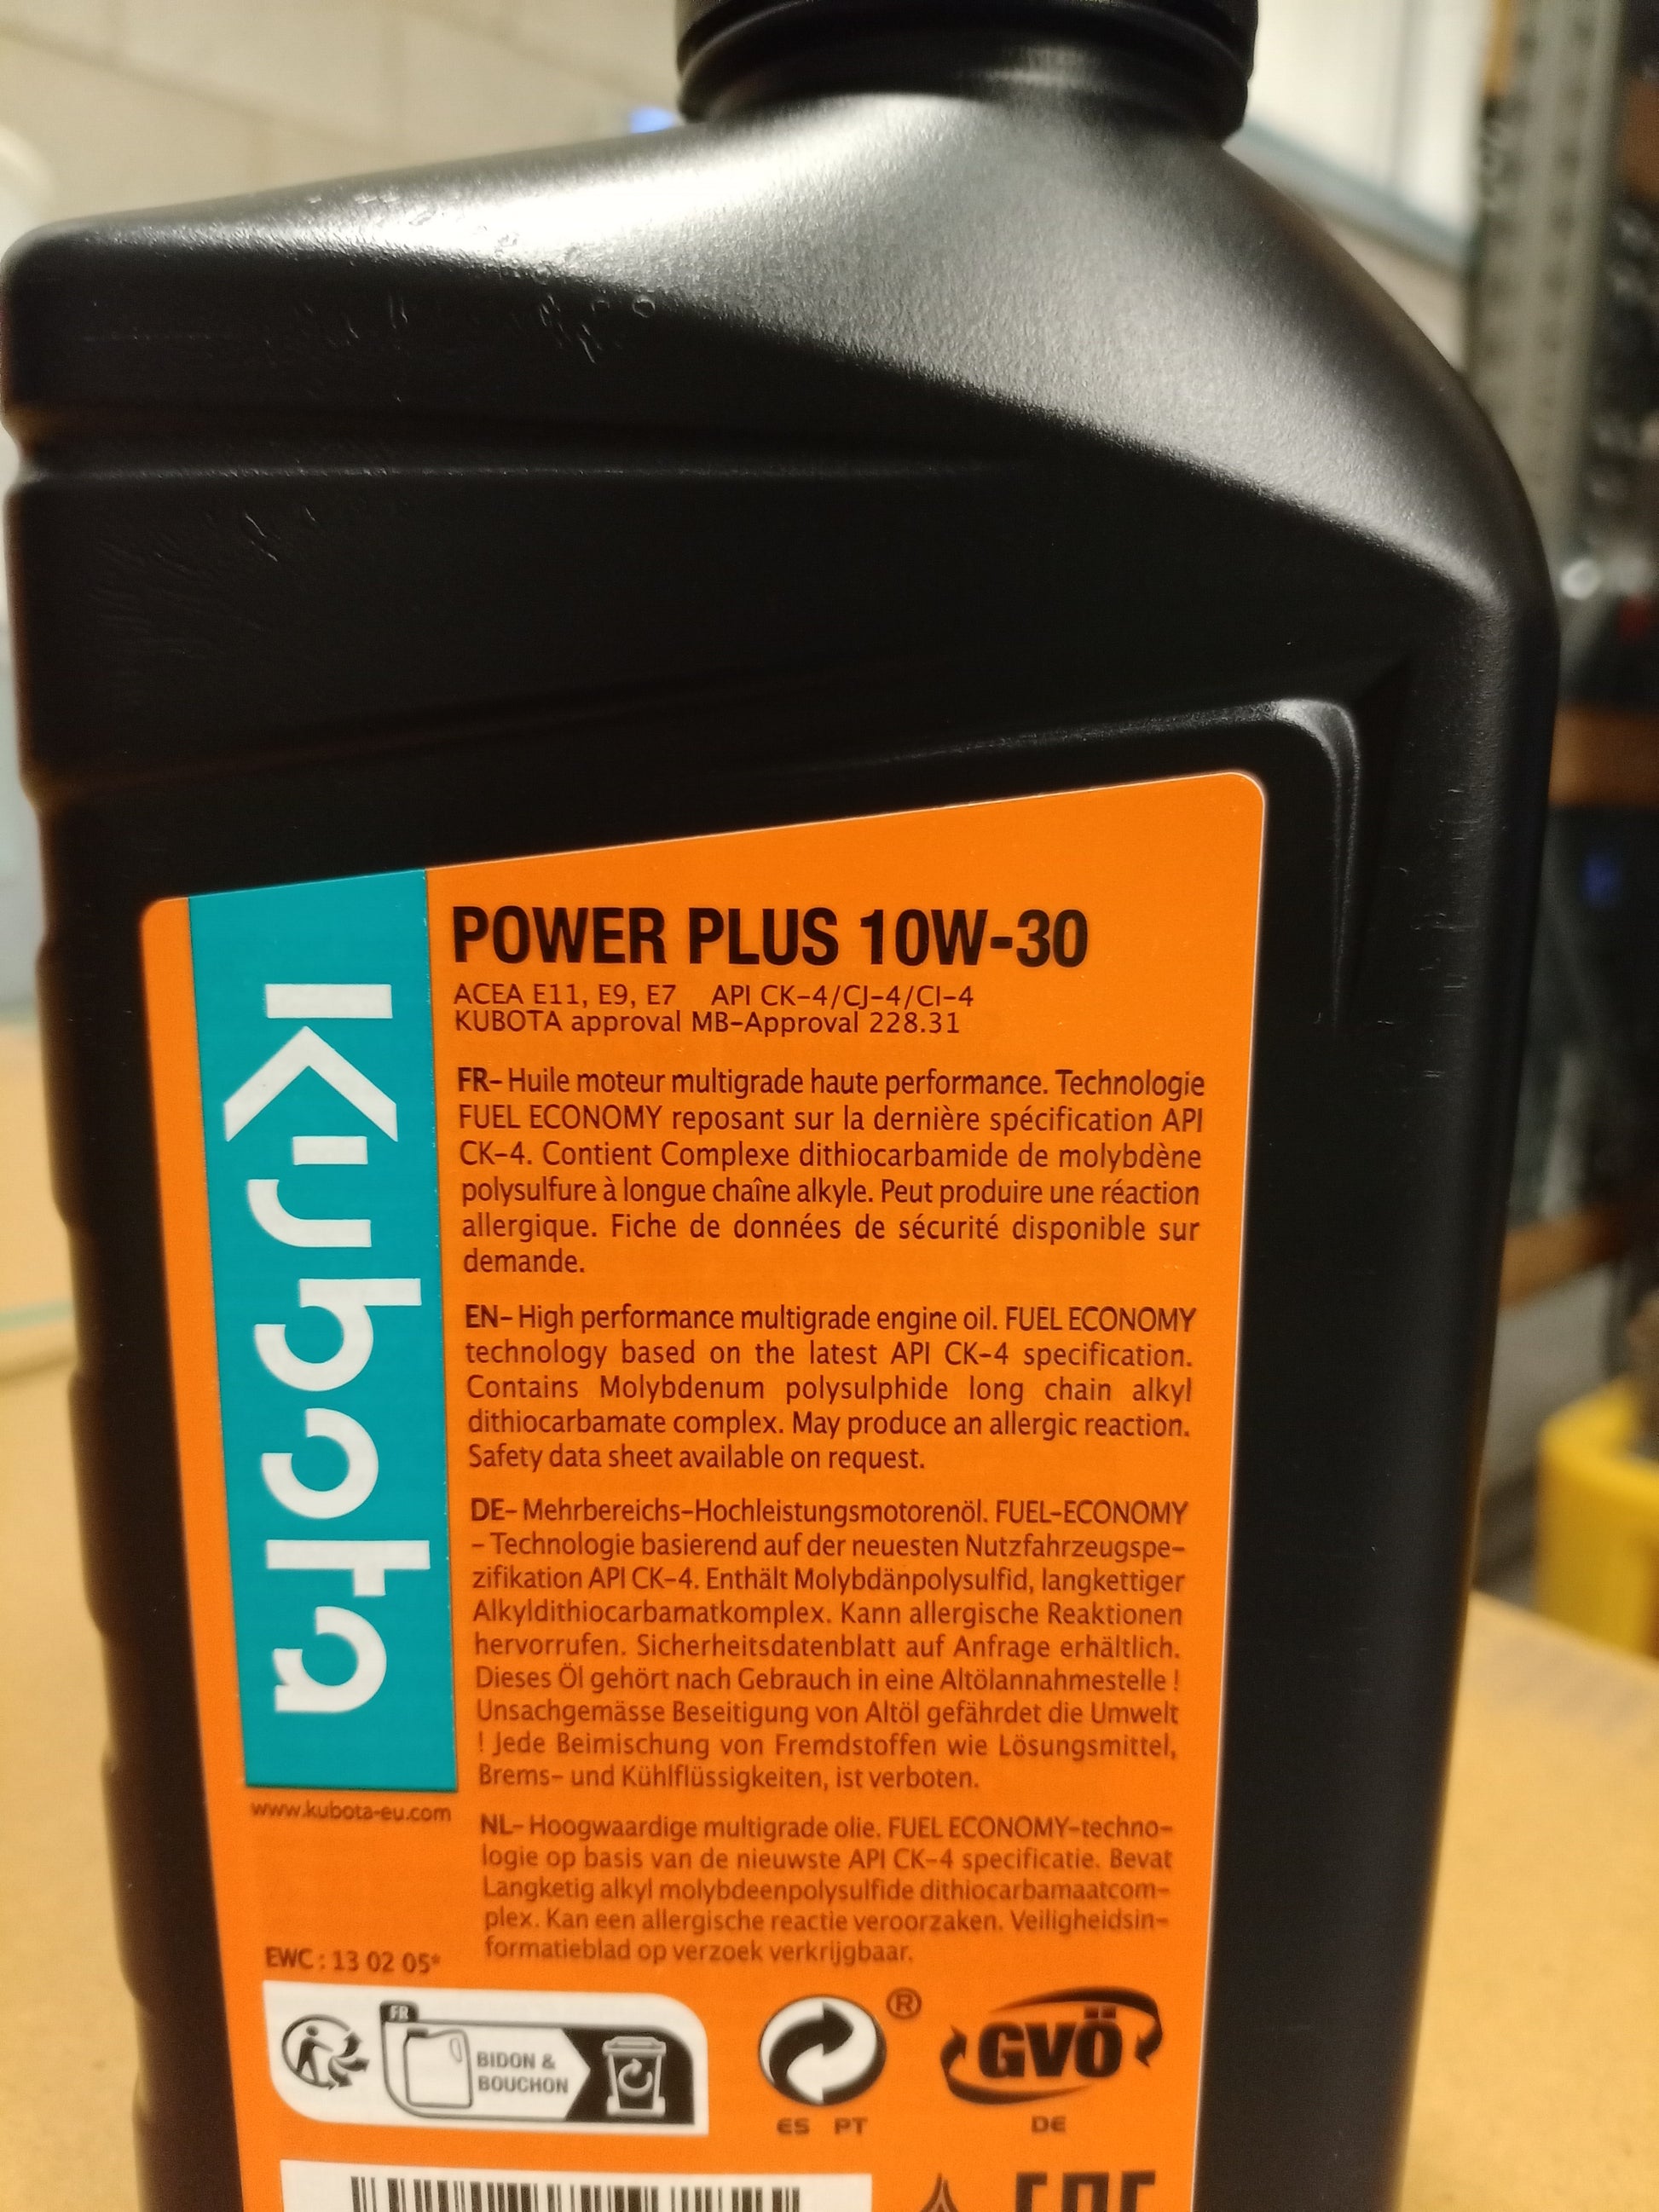 POWER PLUS 10W-30
ACEA E11, E9, E7 API CK-4/CJ-4/CI-4
KUBOTA approval MB-Approval 228.31
FR- Huile moteur multigrade haute performance. Technologie
FUEL ECONOMY reposant sur la dernière spécification API
CK-4. Contient Complexe dithiocarbamide de molybdène
polysulfure à longue chaîne alkyle. Peut produire une réaction
allergique. Fiche de données de sécurité disponible sur
demande.
EN- High performance multigrade engine oil. FUEL ECONOMY
technology based on the latest API CK-4 specification.
Contains Molybdenum polysulphide long chain alkyl
dithiocarbamate complex. May produce an allergic reaction.
Safety data sheet available on request.
DE- Mehrbereichs-Hochleistungsmotorenöl. FUEL-ECONOMY
- Technologie basierend auf der neuesten Nutzfahrzeugspe-
zifikation API CK-4. Enthält Molybdänpolysulfid, langkettiger
Alkyldithiocarbamatkomplex. Kann allergische Reaktionen
hervorrufen. Sicherheitsdatenblatt auf Anfrage erhältlich.
Dieses Öl gehört nach Gebrauch in eine Altölannahmestelle !
Unsachgemässe Beseitigung von Altöl gefährdet die Umwelt
! Jede Beimischung von Fremdstoffen wie Lösungsmittel,
Brems- und Kühlflüssigkeiten, ist verboten.
NL- Hoogwaardige multigrade olie. FUEL ECONOMY-techno-
logie op basis van de nieuwste API CK-4 specificatie. Bevat
Langketig alkyl molybdeenpolysulfide dithiocarbamaatcom-
plex. Kan een allergische reactie veroorzaken. Veiligheidsin-
formatieblad op verzoek verkrijgbaar.
Kubota
www.kubota-eu.com
EWC : 13 02 05*
FR
BIDON &
BOUCHON
®
ES PT
GVÖ
DE